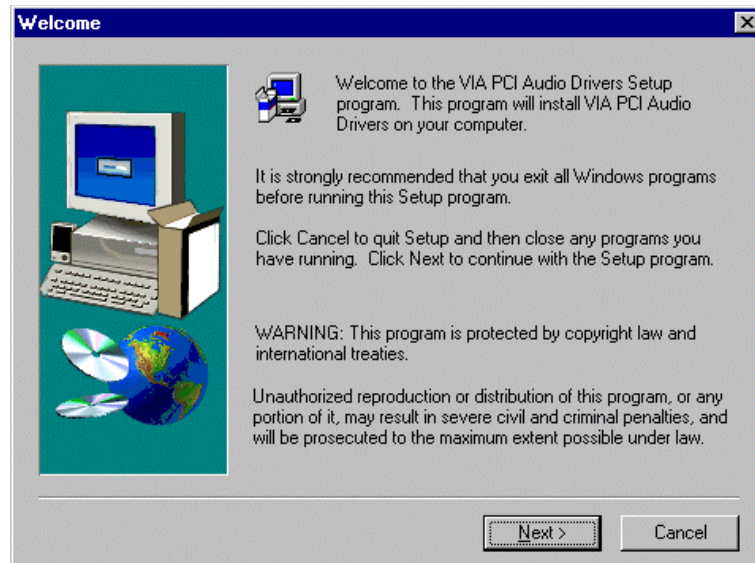 Welcome
Welcome to the VIA PCI Audio Drivers Setup
program. This program will install VIA PCI Audio
Drivers on your computer.
It is strongly recommended that you exit all Windows programs
before running this Setup program.
Click Cancel to quit Setup and then close any programs you
have running. Click Next to continue with the Setup program.
WARNING: This program is protected by copyright law and
international treaties.
Unauthorized reproduction or distribution of this program, or any
portion of it, may result in severe civil and criminal penalties, and
will be prosecuted to the maximum extent possible under law.
Next >
Cancel